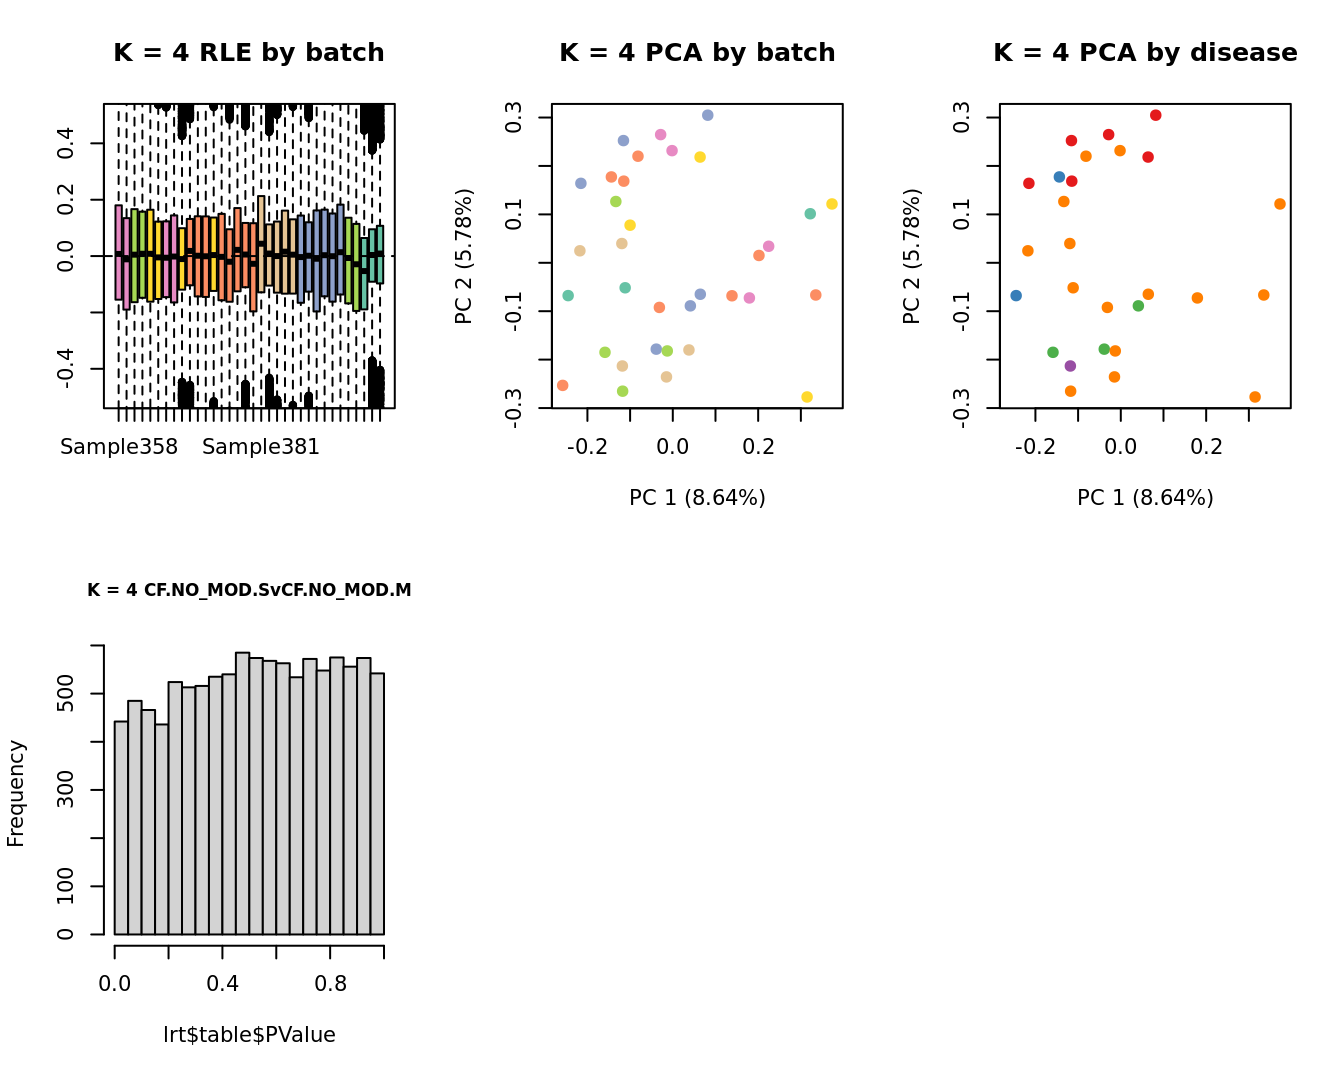 K = 4 RLE by batch
0.4
0.2
0.0
-0.4
Sample358 Sample381
K = 4 PCA by batch
PC 2 (5.78%)
0.3
0.1
-0.1
-0.3
-0.2 0.0 0.2
PC 1 (8.64%)
K = 4 PCA by disease
PC 2 (5.78%)
0.3
0.1
-0.1
-0.3
-0.2 0.0 0.2
PC 1 (8.64%)
K = 4 CF.NO_MOD.SvCF.NO_MOD.M
Frequency
500
300
100
0
0.0 0.4 0.8
lrt$table$PValue